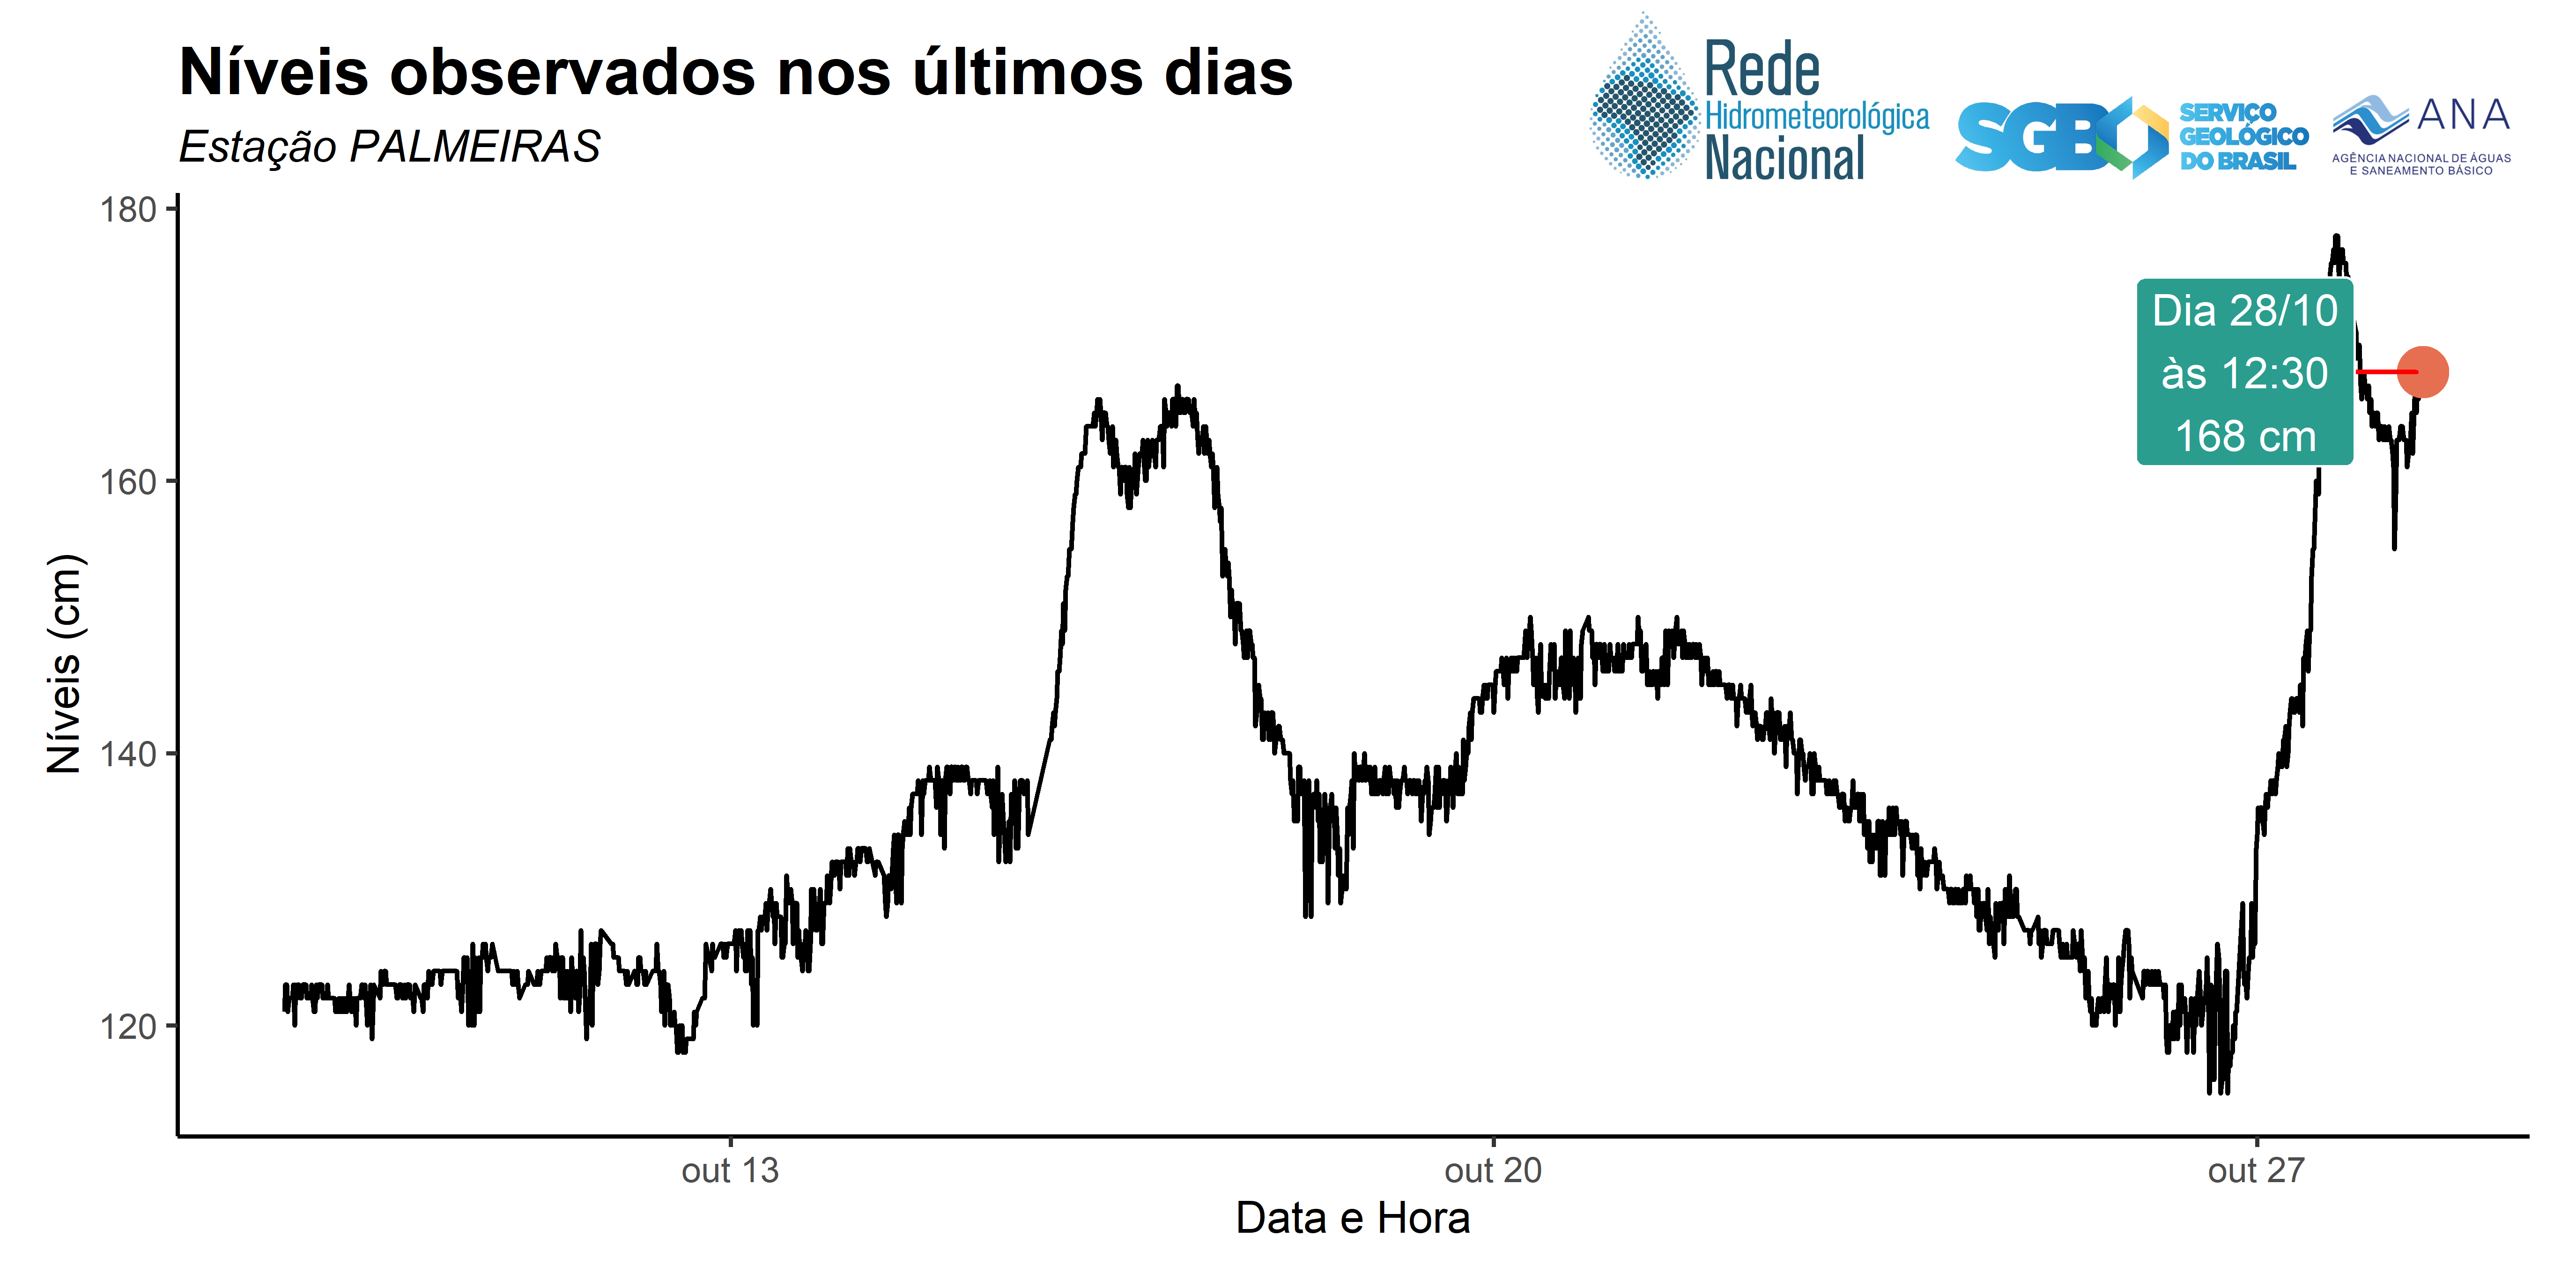 Níveis observados nos últimos dias
Estação PALMEIRAS
Rede
Hidrometeorológica
Nacional
SGB
SERVIÇO
GEOLÓGICO
DO BRASIL
ANA
AGÊNCIA NACIONAL DE ÁGUAS
E SANEAMENTO BÁSICO
180
160
140
120
Níveis (cm)
Dia 28/10
às 12:30
168 cm
out 13
out 20
out 27
Data e Hora